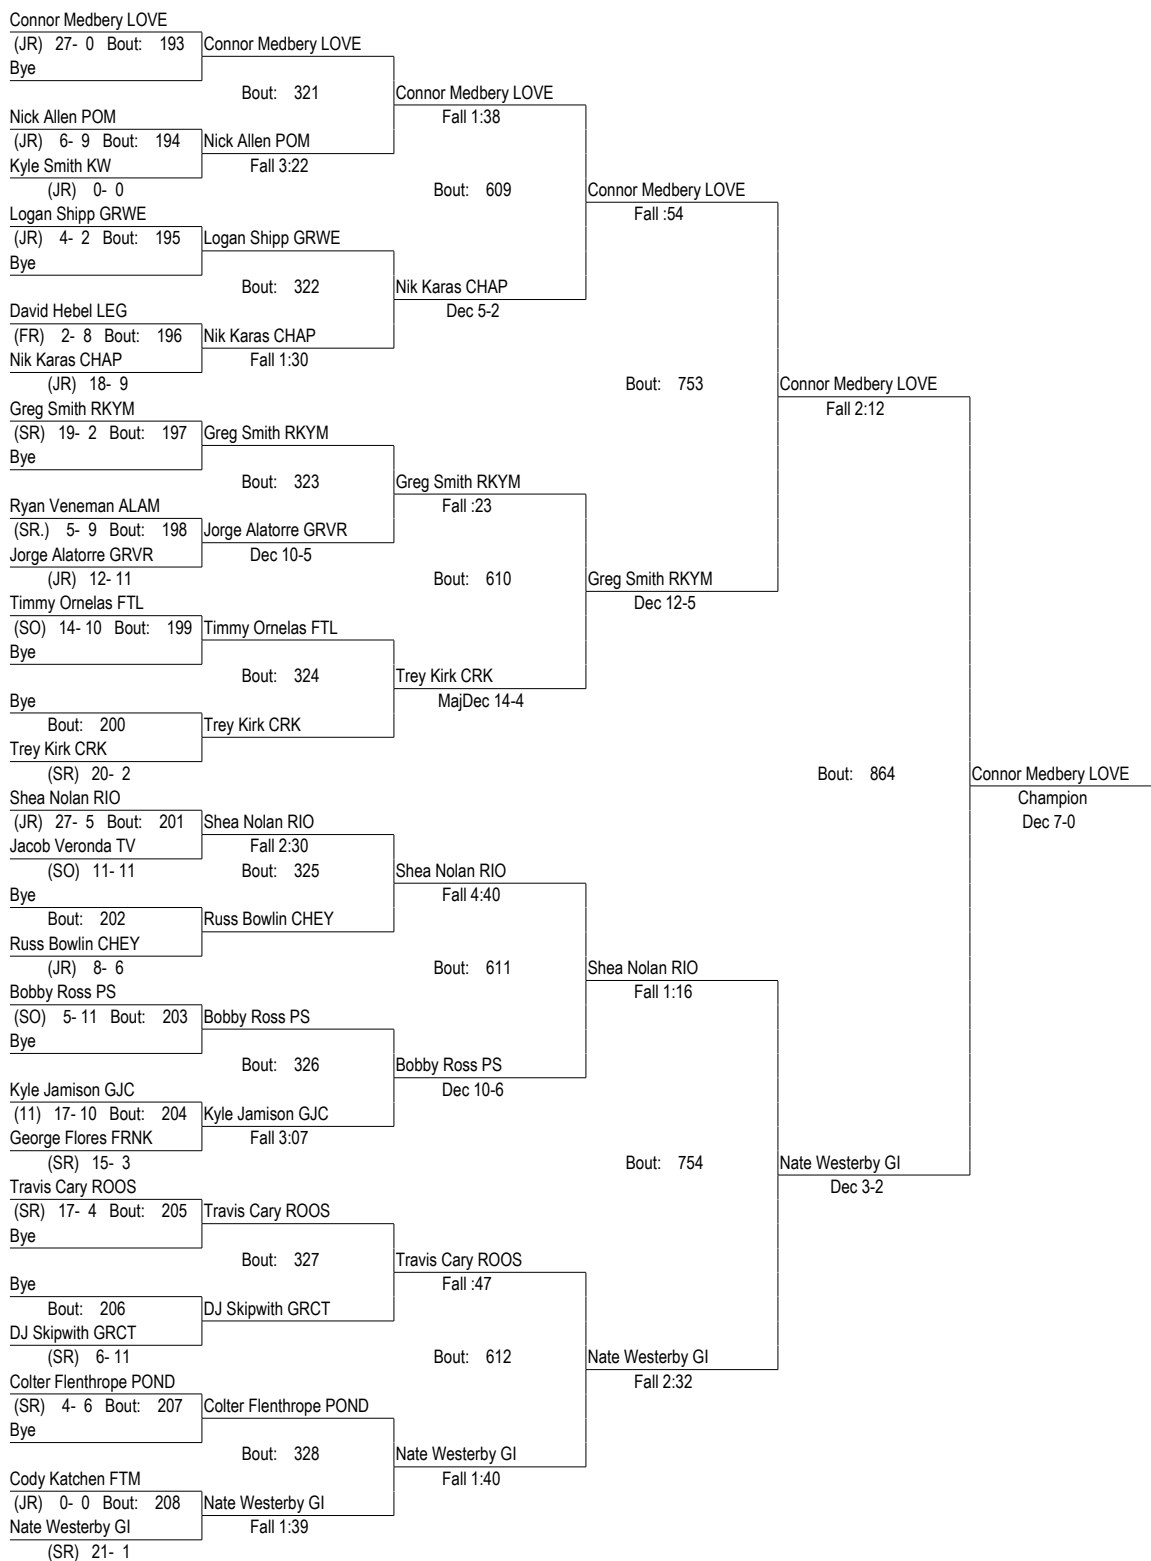 Connor Medbery LOVE
(JR) 27- 0 Bout: 193 Connor Medbery LOVE
Bye
Bout: 321 Connor Medbery LOVE
Nick Allen POM Fall 1:38
(JR) 6- 9 Bout: 194 Nick Allen POM
Kyle Smith KW Fall 3:22
(JR) 0- 0 Bout: 609 Connor Medbery LOVE
Logan Shipp GRWE Fall :54
(JR) 4- 2 Bout: 195 Logan Shipp GRWE
Bye
Bout: 322 Nik Karas CHAP
David Hebel LEG Dec 5-2
(FR) 2- 8 Bout: 196 Nik Karas CHAP
Nik Karas CHAP Fall 1:30
(JR) 18- 9 Bout: 753 Connor Medbery LOVE
Greg Smith RKYM Fall 2:12
(SR) 19- 2 Bout: 197 Greg Smith RKYM
Bye
Bout: 323 Greg Smith RKYM
Ryan Veneman ALAM Fall :23
(SR.) 5- 9 Bout: 198 Jorge Alatorre GRVR
Jorge Alatorre GRVR Dec 10-5
(JR) 12- 11 Bout: 610 Greg Smith RKYM
Timmy Ornelas FTL Dec 12-5
(SO) 14- 10 Bout: 199 Timmy Ornelas FTL
Bye
Bout: 324 Trey Kirk CRK
Bye MajDec 14-4
Bout: 200 Trey Kirk CRK
Trey Kirk CRK
(SR) 20- 2 Bout: 864 Connor Medbery LOVE
Shea Nolan RIO Champion
(JR) 27- 5 Bout: 201 Shea Nolan RIO Dec 7-0
Jacob Veronda TV Fall 2:30
(SO) 11- 11 Bout: 325 Shea Nolan RIO
Bye Fall 4:40
Bout: 202 Russ Bowlin CHEY
Russ Bowlin CHEY
(JR) 8- 6 Bout: 611 Shea Nolan RIO
Bobby Ross PS Fall 1:16
(SO) 5- 11 Bout: 203 Bobby Ross PS
Bye
Bout: 326 Bobby Ross PS
Kyle Jamison GJC Dec 10-6
(11) 17- 10 Bout: 204 Kyle Jamison GJC
George Flores FRNK Fall 3:07
(SR) 15- 3 Bout: 754 Nate Westerby GI
Travis Cary ROOS Dec 3-2
(SR) 17- 4 Bout: 205 Travis Cary ROOS
Bye
Bout: 327 Travis Cary ROOS
Bye Fall :47
Bout: 206 DJ Skipwith GRCT
DJ Skipwith GRCT
(SR) 6- 11 Bout: 612 Nate Westerby GI
Colter Flenthrope POND Fall 2:32
(SR) 4- 6 Bout: 207 Colter Flenthrope POND
Bye
Bout: 328 Nate Westerby GI
Cody Katchen FTM Fall 1:40
(JR) 0- 0 Bout: 208 Nate Westerby GI
Nate Westerby GI Fall 1:39
(SR) 21- 1